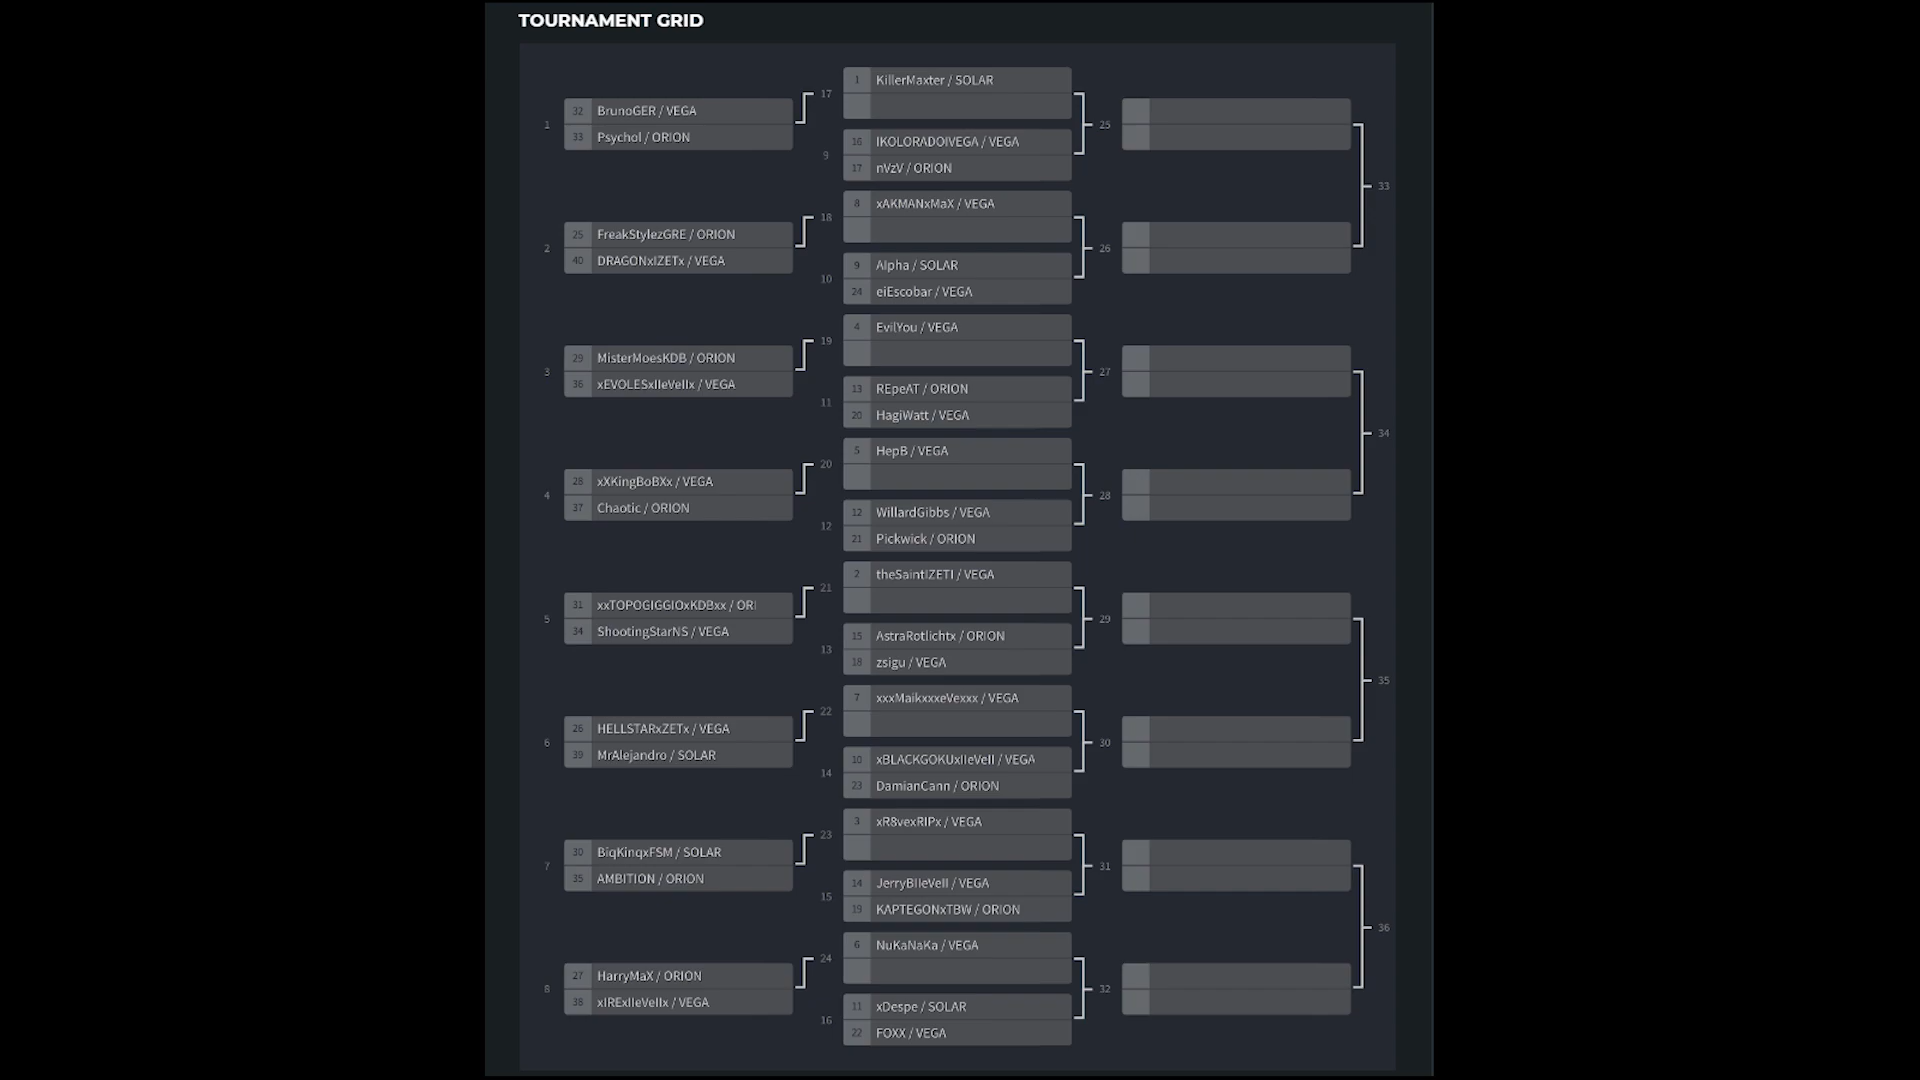 TOURNAMENT GRID
1
32 BrunoGER / VEGA
33 Psychol / ORION
2
25 FreakStylezGRE / ORION
40 DRAGONxIZETx / VEGA
3
29 MisterMoesKDB / ORION
36 xEVOLESxIIeVeIIx / VEGA
4
28 xXKingBoBXx / VEGA
37 Chaotic / ORION
5
31 xxTOPOGIGGIOxKDBxx / ORI
34 ShootingStarNS / VEGA
6
26 HELLSTARxZETx / VEGA
39 MrAlejandro / SOLAR
7
30 BiqKinqxFSM / SOLAR
35 AMBITION / ORION
8
27 HarryMaX / ORION
38 xIRExIIeVeIIx / VEGA
17
1 KillerMaxter / SOLAR
9
16 IKOLORADOIVEGA / VEGA
17 nVzV / ORION
18
8 xAKMANxMaX / VEGA
10
9 Alpha / SOLAR
24 eiEscobar / VEGA
19
4 EvilYou / VEGA
11
13 REpeAT / ORION
20 HagiWatt / VEGA
20
5 HepB / VEGA
12
12 WillardGibbs / VEGA
21 Pickwick / ORION
21
2 theSaintIZETI / VEGA
13
15 AstraRotlichtx / ORION
18 zsigu / VEGA
22
7 xxxMaikxxxeVexxx / VEGA
14
10 xBLACKGOKUxIIeVeII / VEGA
23 DamianCann / ORION
23
3 xR8vexRIPx / VEGA
15
14 JerryBIIeVeII / VEGA
19 KAPTEGONxTBW / ORION
24
6 NuKaNaKa / VEGA
16
11 xDespe / SOLAR
22 FOXX / VEGA
25
26
27
28
29
30
31
32
33
34
35
36